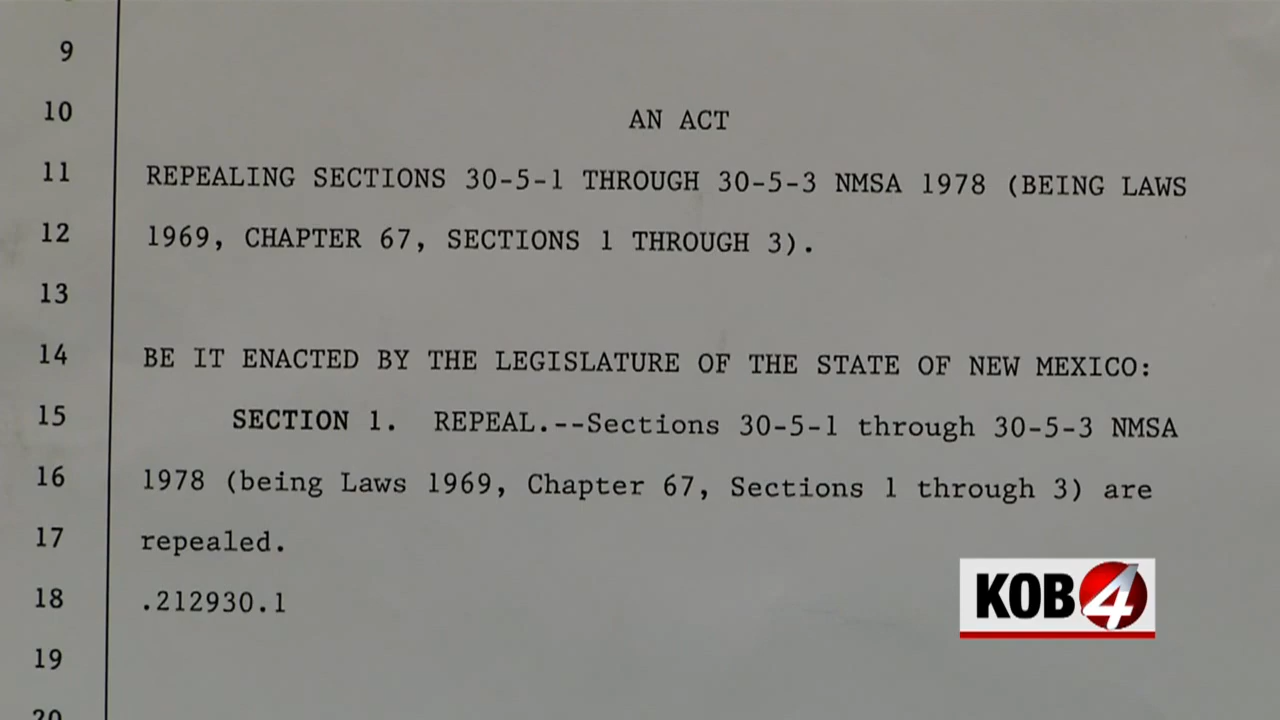 9
10 AN ACT
11 REPEALING SECTIONS 30-5-1 THROUGH 30-5-3 NMSA 1978 (BEING LAWS
12 1969, CHAPTER 67, SECTIONS 1 THROUGH 3).
13
14 BE IT ENACTED BY THE LEGISLATURE OF THE STATE OF NEW MEXICO:
15 SECTION 1. REPEAL.--Sections 30-5-1 through 30-5-3 NMSA
16 1978 (being Laws 1969, Chapter 67, Sections 1 through 3) are
17 repealed.
18 .212930.1
KOB 4
19
20